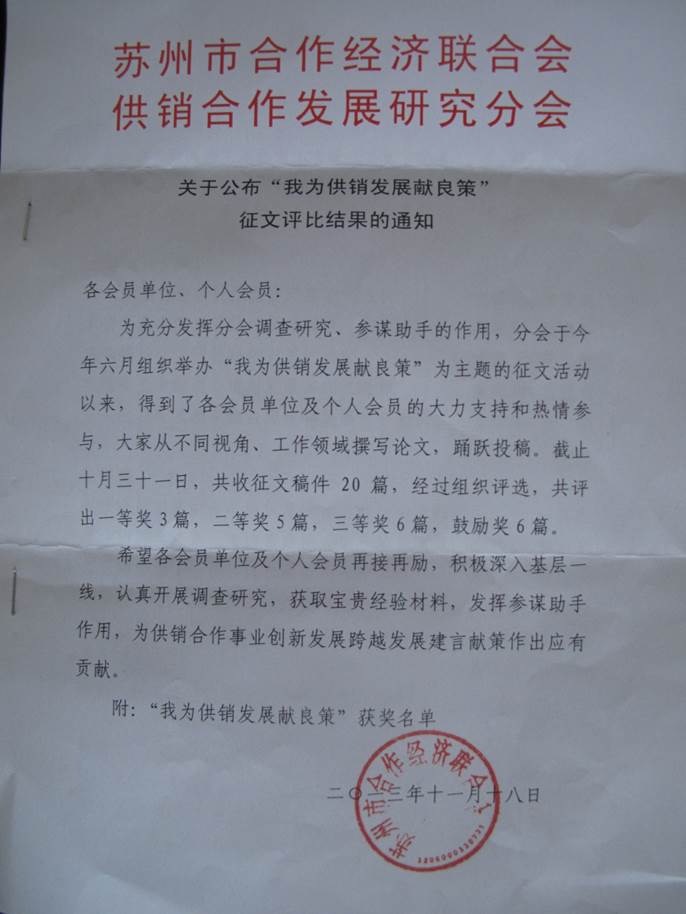 苏州市合作经济联合会
供销合作发展研究分会
关于公布“我为供销发展献良策”
征文评比结果的通知
各会员单位、个人会员：
为充分发挥分会调查研究、参谋助手的作用，分会于今
年六月组织举办“我为供销发展献良策”为主题的征文活动
以来，得到了各会员单位及个人会员的大力支持和热情参
与，大家从不同视角、工作领域撰写论文，踊跃投稿。截止
十月三十一日，共收征文稿件 20 篇，经过组织评选，共评
出一等奖 3 篇，二等奖 5 篇，三等奖 6 篇，鼓励奖 6 篇。
希望各会员单位及个人会员再接再励，积极深入基层一
线，认真开展调查研究，获取宝贵经验材料，发挥参谋助手
作用，为供销合作事业创新发展跨越发展建言献策作出应有
贡献。
附：“我为供销发展献良策”获奖名单
二〇一三年十一月十八日
苏州市合作经济联合会